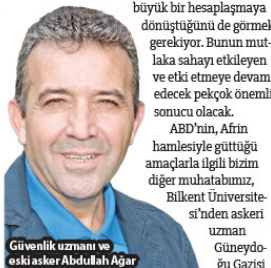 büyük bir hesaplaşmaya
dönüştüğünü de görmek
gerekiyor. Bunun mut-
laka sahayı etkileyen
ve etki etmeye devam
edecek pekçok önemli
sonucu olacak.
ABD'nin, Afrin
hamlesiyle güttüğü
amaçlarla ilgili bizim
diğer muhatabımız,
Bilkent Üniversite-
si'nden askeri
uzman
Güneydo-
ğu Gazisi
Güvenlik uzmanı ve
eski asker Abdullah Ağar